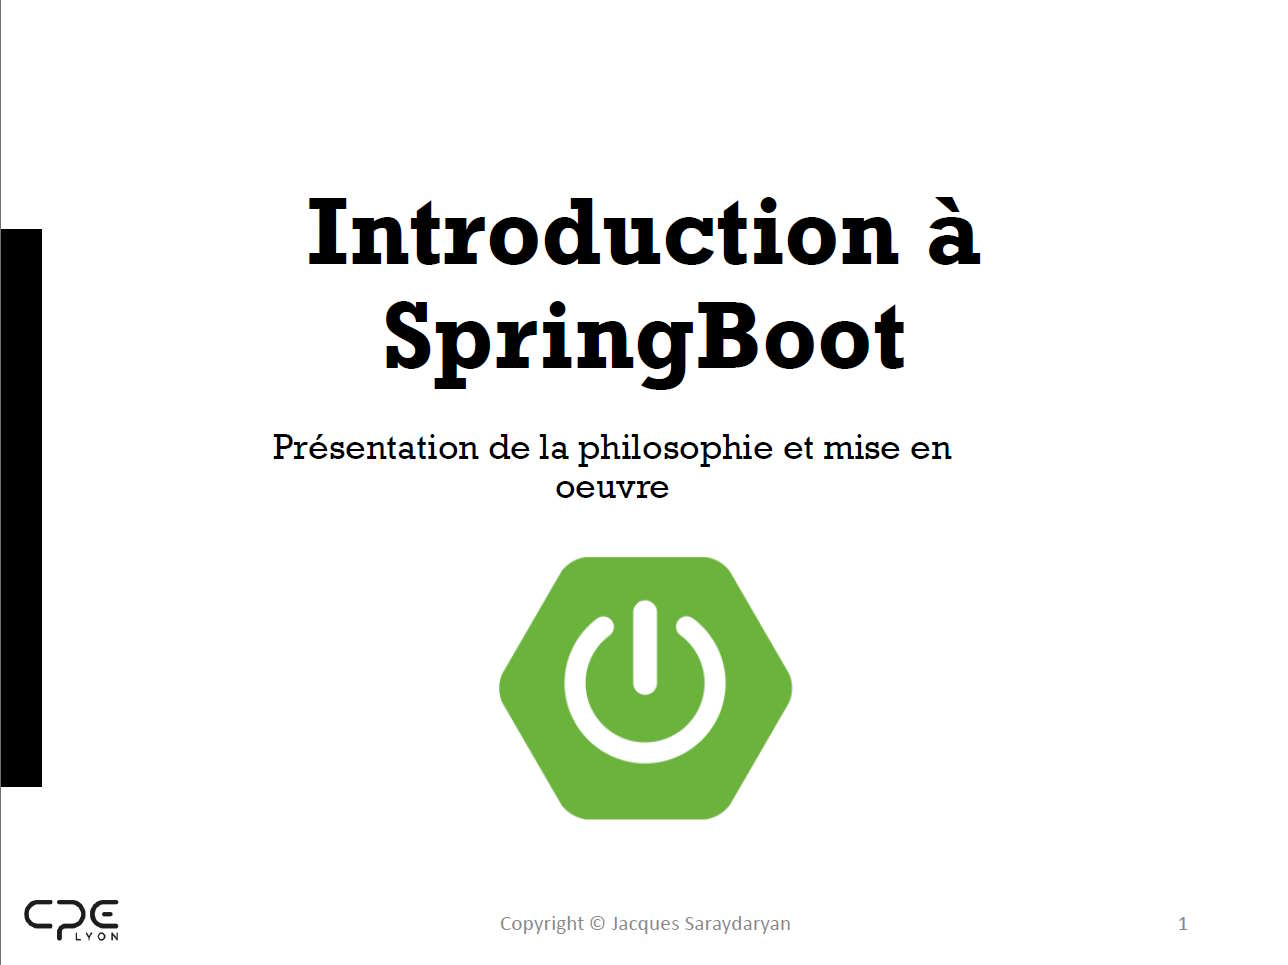 Introduction à
SpringBoot
Présentation de la philosophie et mise en
oeuvre
CPE
LYON
Copyright © Jacques Saraydaryan
1